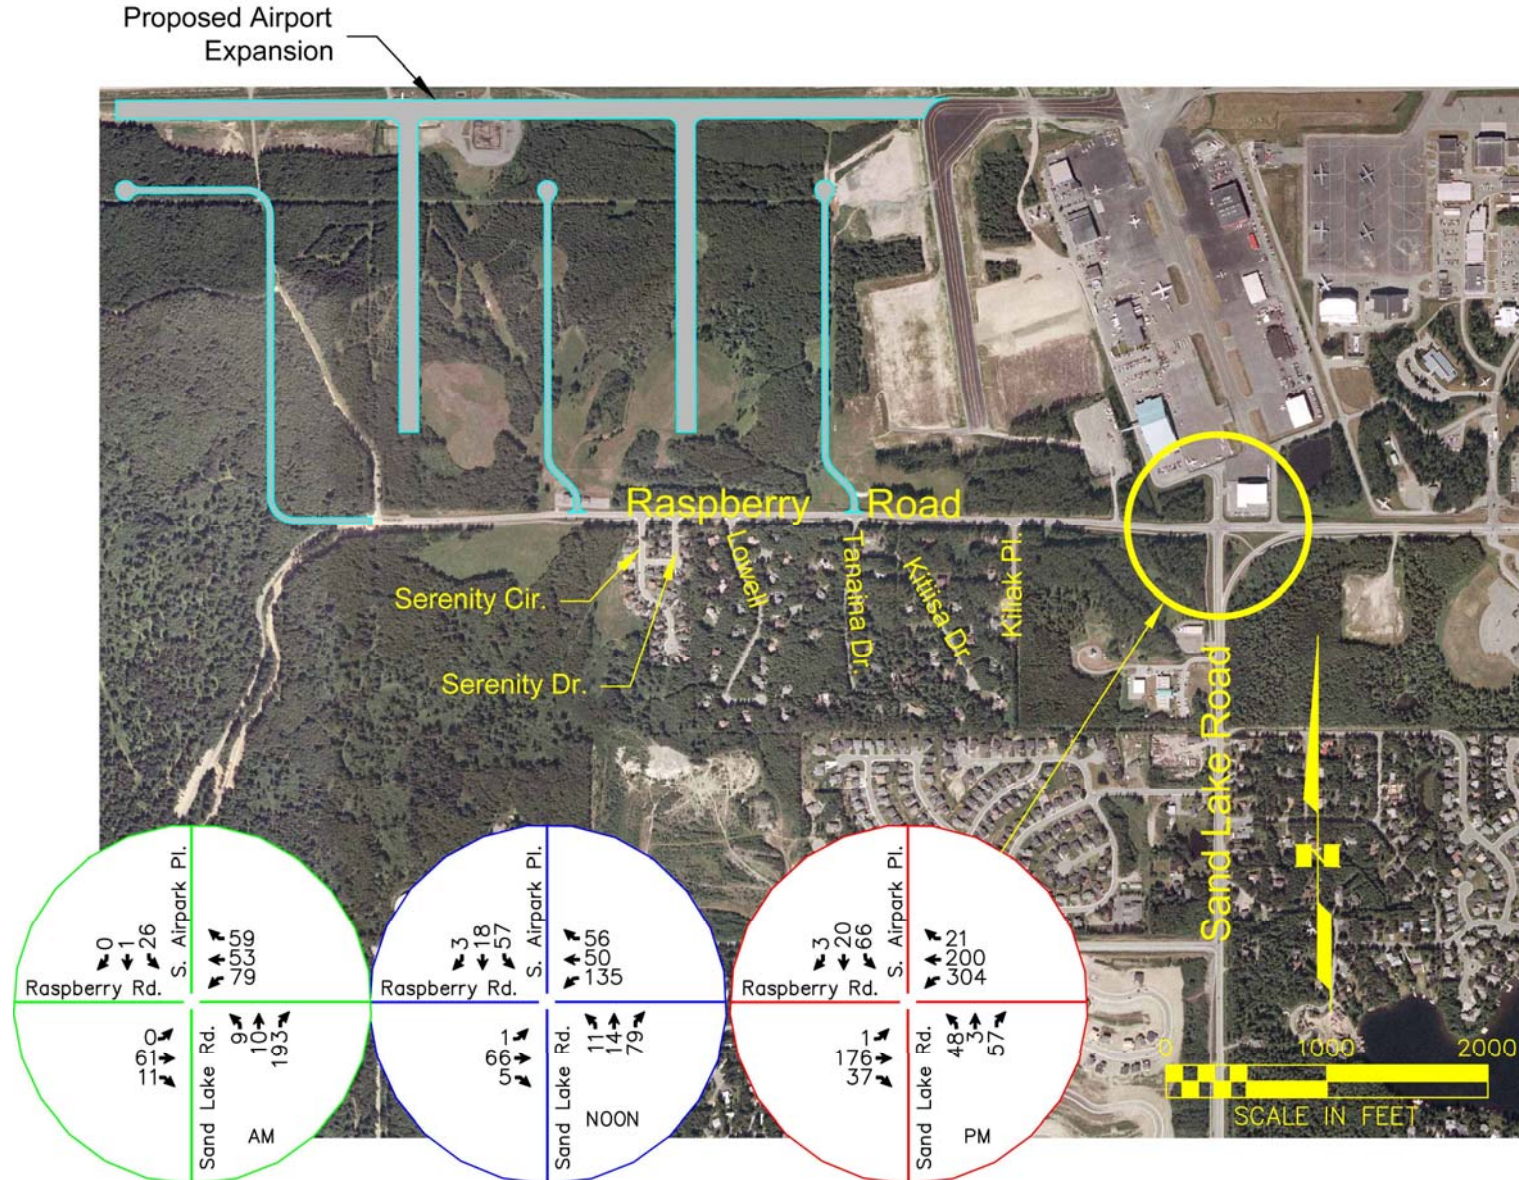 Proposed Airport
Expansion
Raspberry Road
Serenity Cir.
Serenity Dr.
Lowell
Tanaina Dr.
Kitiisa Dr.
Kiliak Pl.
Sand Lake Road
N
0 1000 2000
SCALE IN FEET
S. Airpark Pl.
0 1 26
59
53
79
Raspberry Rd.
0
61
11
9 10 193
Sand Lake Rd.
AM
S. Airpark Pl.
3 18 57
56
50
135
Raspberry Rd.
1
66
5
11 14 79
Sand Lake Rd.
NOON
S. Airpark Pl.
3 20 66
21
200
304
Raspberry Rd.
1
176
37
48 3 57
Sand Lake Rd.
PM